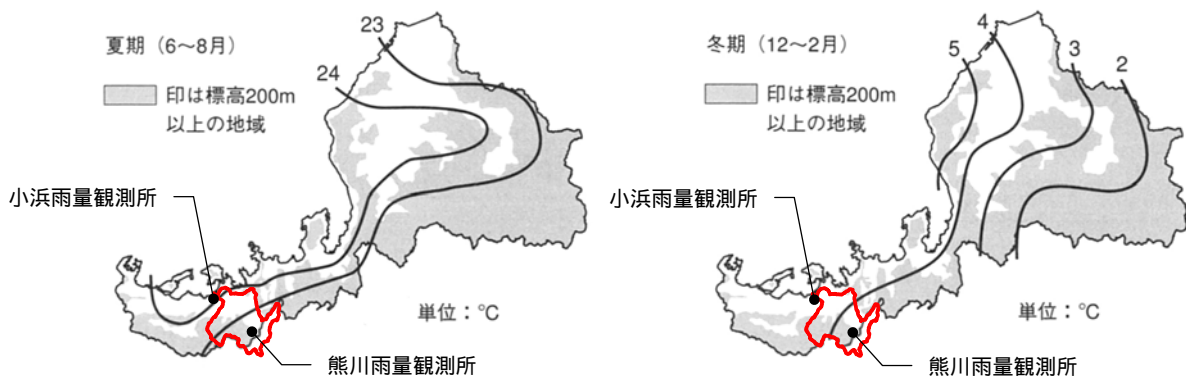 夏期（6～8月）
印は標高200m
以上の地域
23
24
小浜雨量観測所
単位：℃
熊川雨量観測所
冬期（12～2月）
印は標高200m
以上の地域
5
4
3
2
小浜雨量観測所
単位：℃
熊川雨量観測所